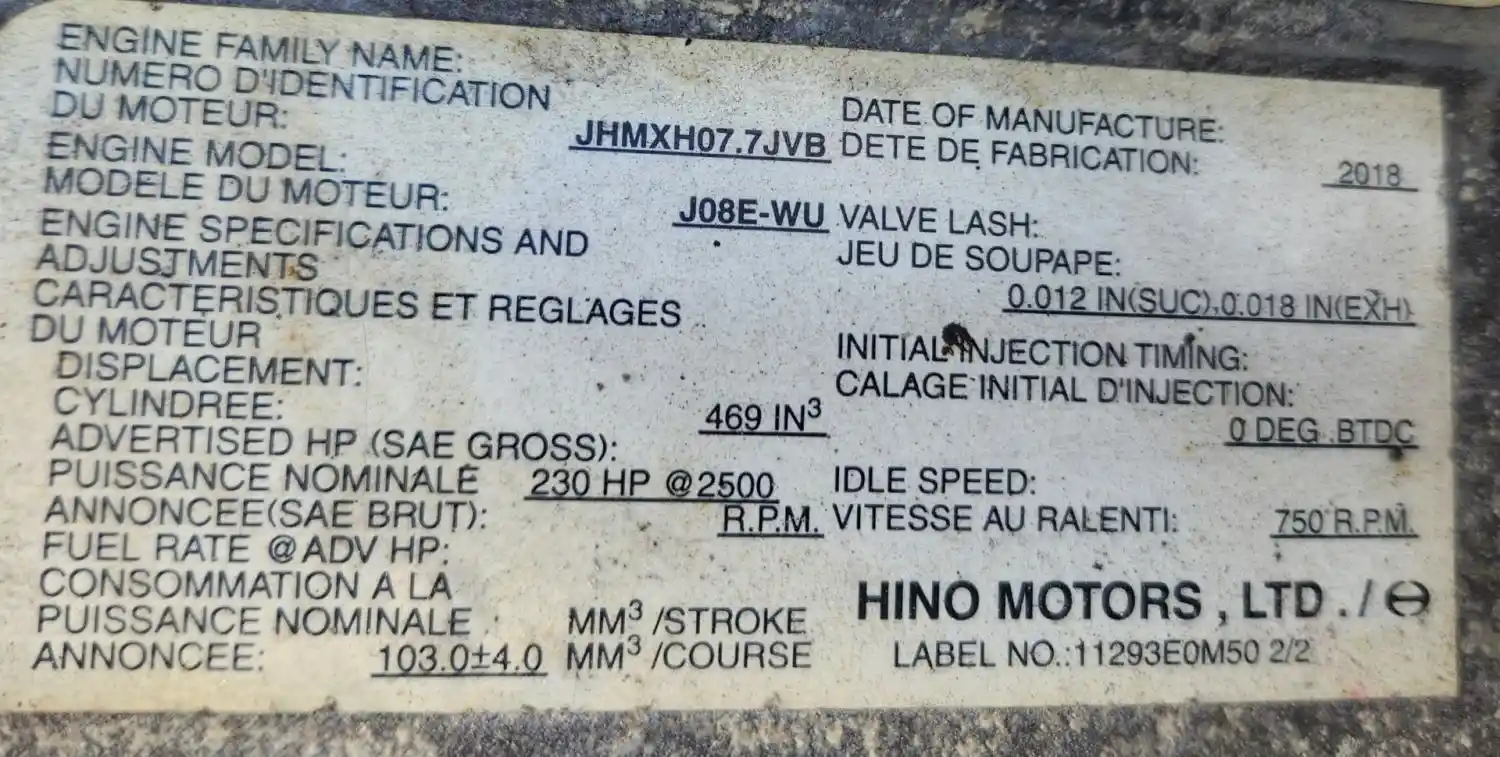 ENGINE FAMILY NAME:
NUMERO D'IDENTIFICATION
DU MOTEUR:
JHMXH07.7JVB
ENGINE MODEL:
MODELE DU MOTEUR:
J08E-WU
ENGINE SPECIFICATIONS AND
ADJUSTMENTS
CARACTERISTIQUES ET REGLAGES
DU MOTEUR
DISPLACEMENT:
CYLINDREE:
469 IN³
ADVERTISED HP (SAE GROSS):
PUISSANCE NOMINALE 230 HP @2500
ANNONCEE(SAE BRUT): R.P.M.
FUEL RATE @ADV HP:
CONSOMMATION A LA
PUISSANCE NOMINALE MM³ /STROKE
ANNONCEE: 103.0±4.0 MM³ /COURSE
DATE OF MANUFACTURE:
DETE DE FABRICATION:
2018
VALVE LASH:
JEU DE SOUPAPE:
0.012 IN(SUC),0.018 IN(EXH)
INITIAL INJECTION TIMING:
CALAGE INITIAL D'INJECTION:
0 DEG .BTDC
IDLE SPEED:
VITESSE AU RALENTI: 750 R.P.M.
HINO MOTORS , LTD . /
LABEL NO.:11293E0M50 2/2